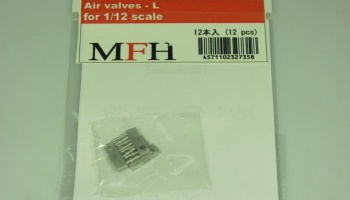 Air valves - L
for 1/12 scale
MFH
12本入 (12 pcs)
4571102327358